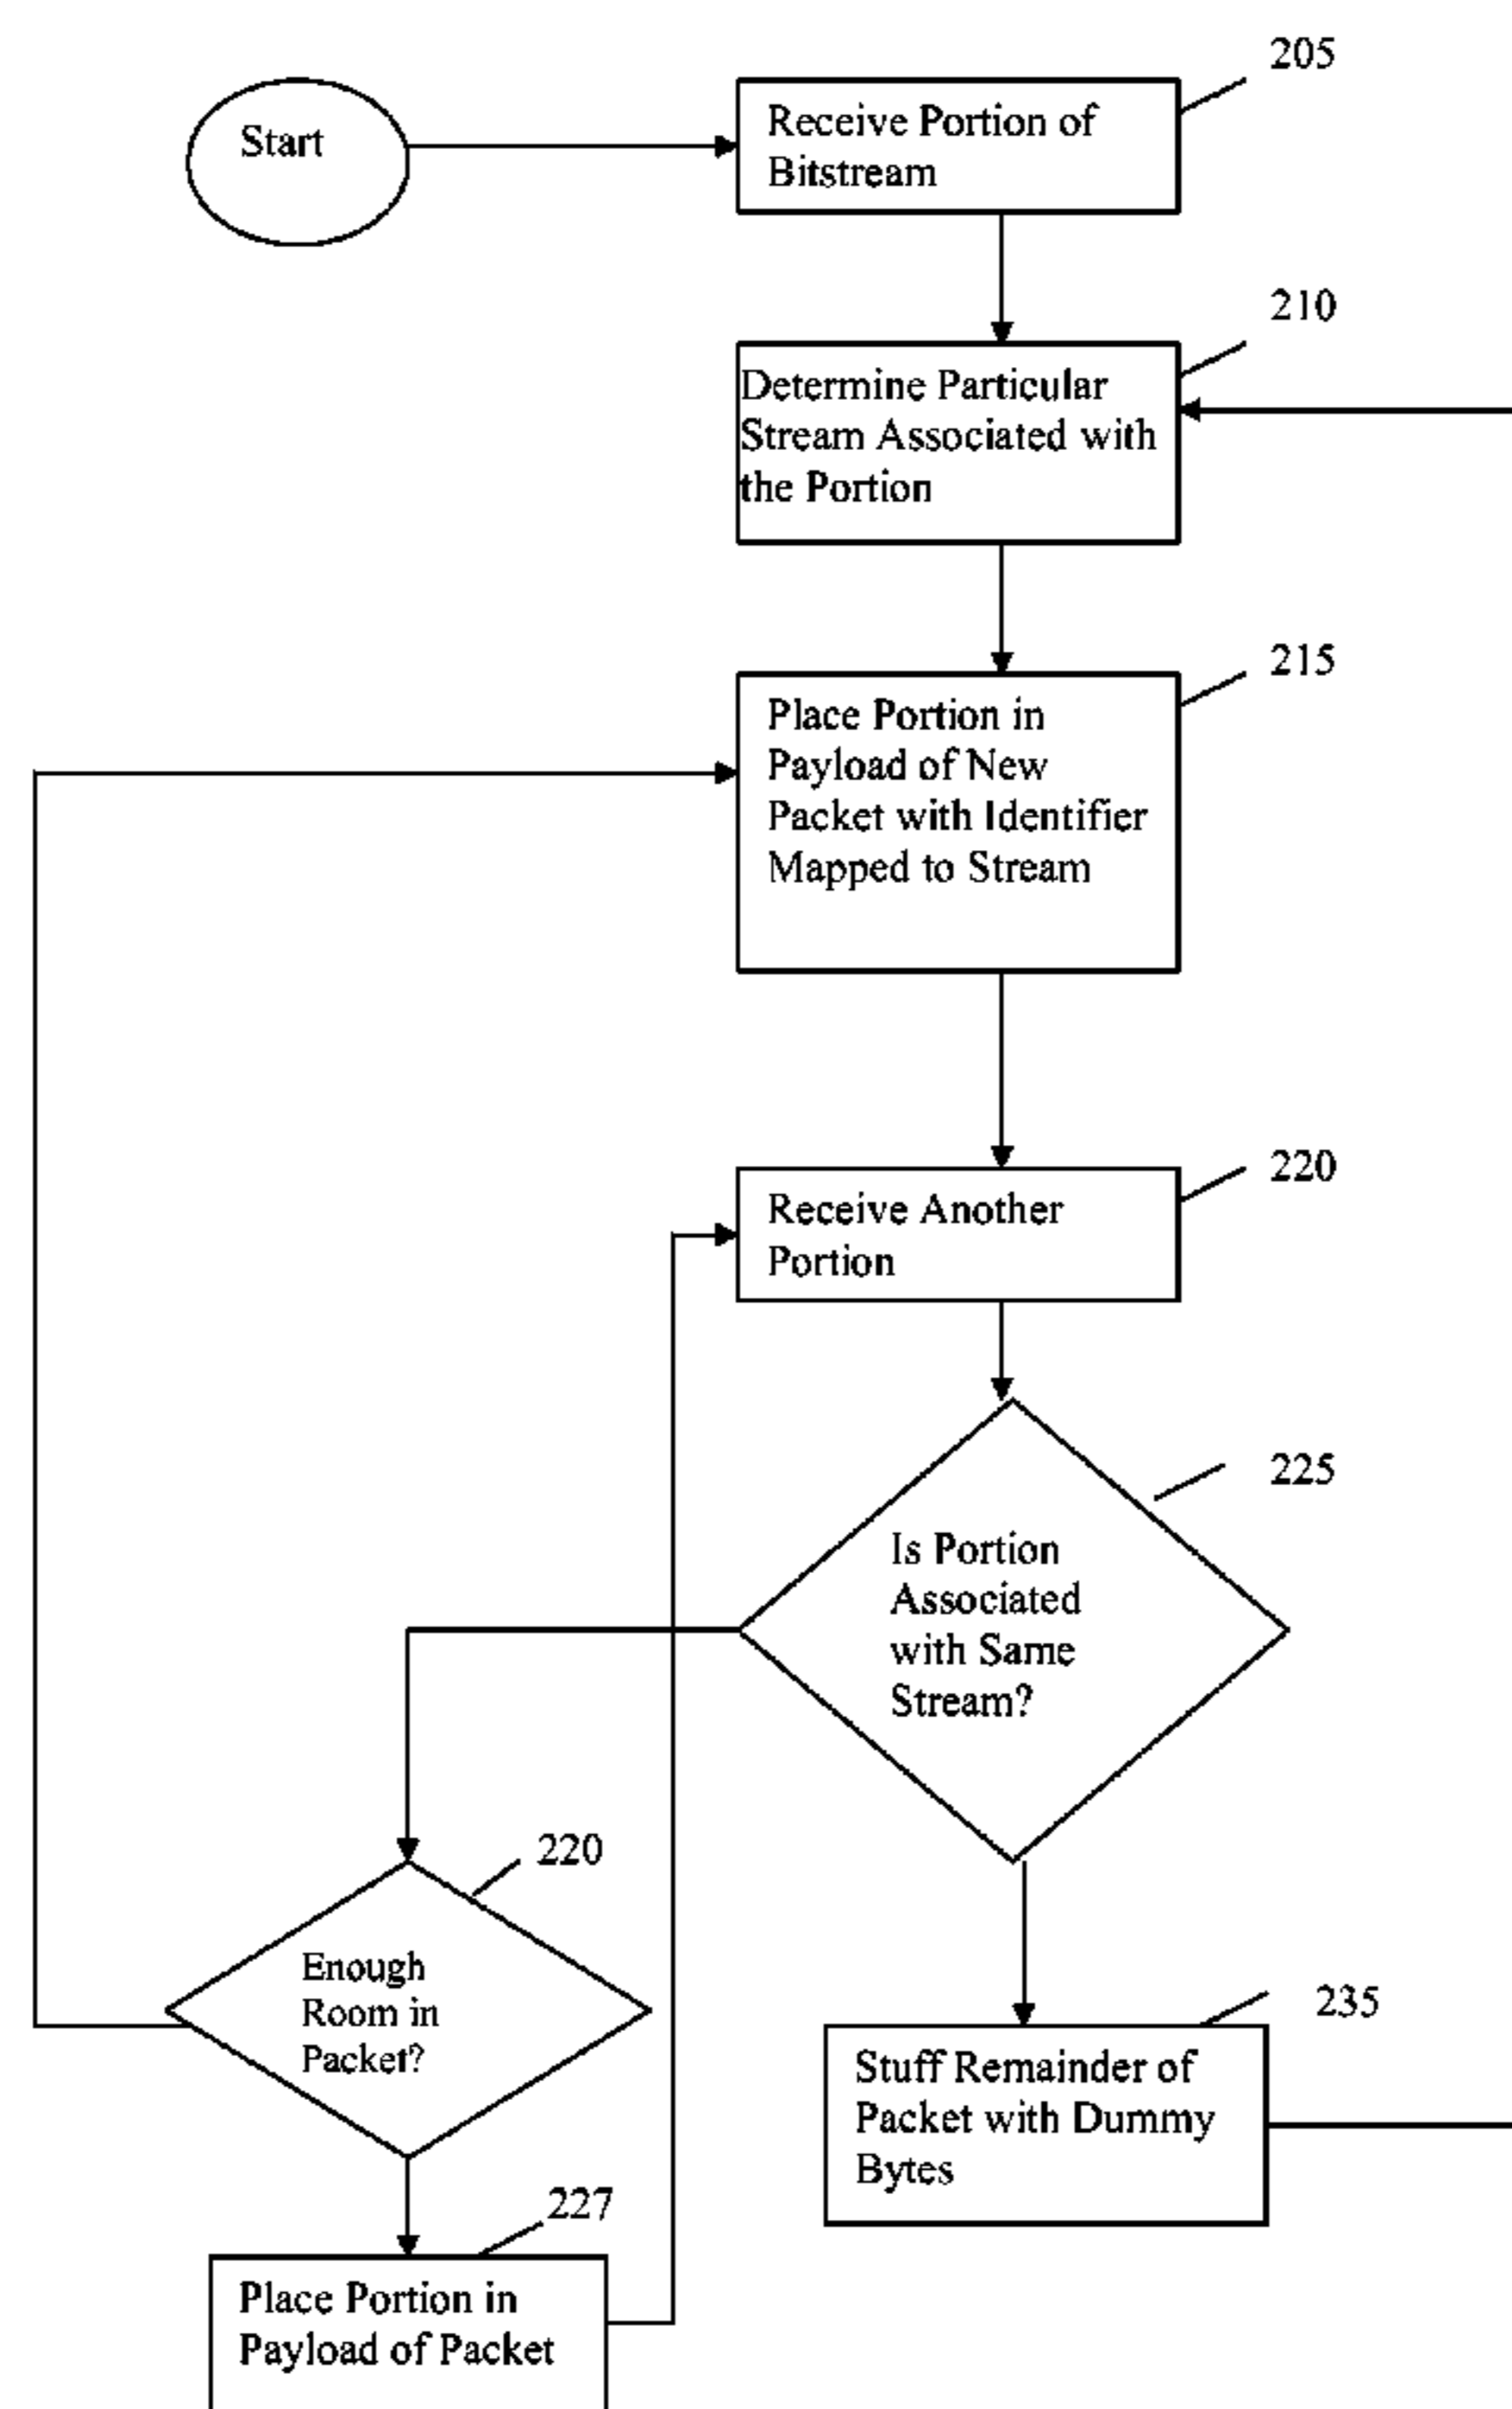 Start
205
Receive Portion of
Bitstream
210
Determine Particular
Stream Associated with
the Portion
215
Place Portion in
Payload of New
Packet with Identifier
Mapped to Stream
220
Receive Another
Portion
225
Is Portion
Associated
with Same
Stream?
220
Enough
Room in
Packet?
235
Stuff Remainder of
Packet with Dummy
Bytes
227
Place Portion in
Payload of Packet